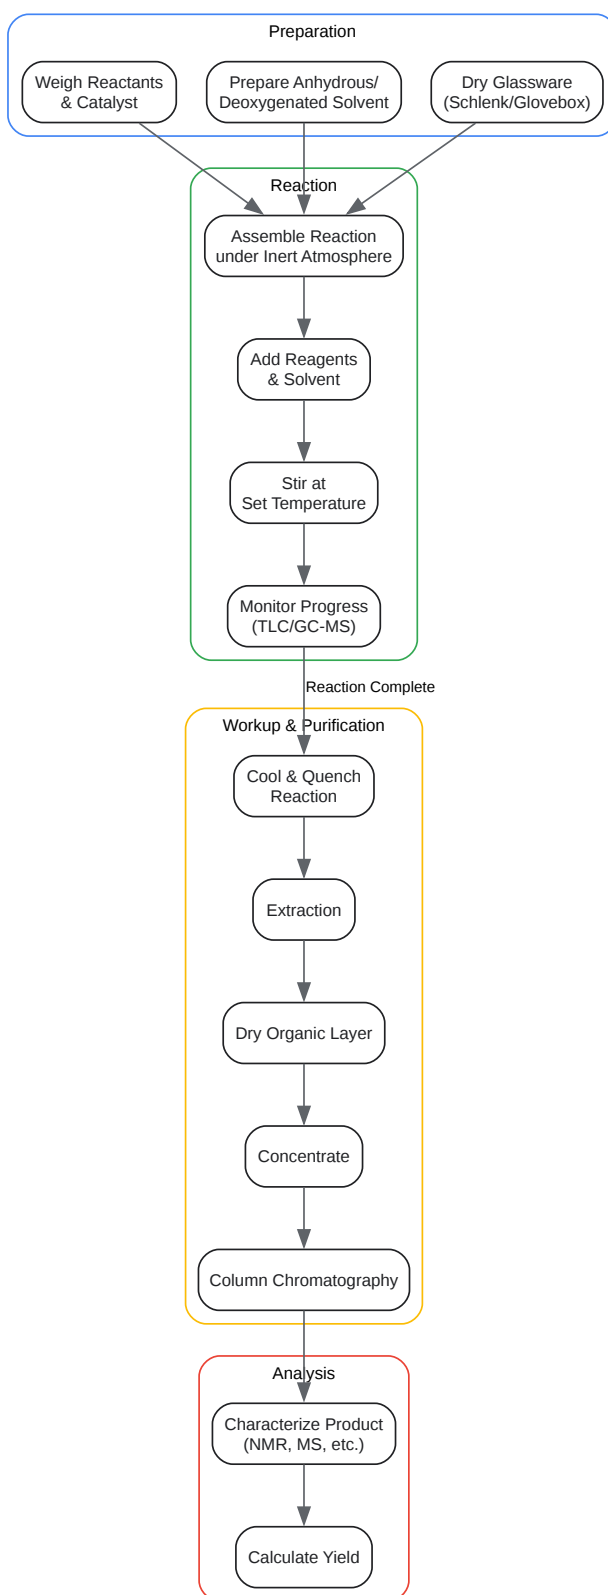 Preparation
Weigh Reactants
& Catalyst
Prepare Anhydrous/
Deoxygenated Solvent
Dry Glassware
(Schlenk/Glovebox)
Reaction
Assemble Reaction
under Inert Atmosphere
Add Reagents
& Solvent
Stir at
Set Temperature
Monitor Progress
(TLC/GC-MS)
Reaction Complete
Workup & Purification
Cool & Quench
Reaction
Extraction
Dry Organic Layer
Concentrate
Column Chromatography
Analysis
Characterize Product
(NMR, MS, etc.)
Calculate Yield